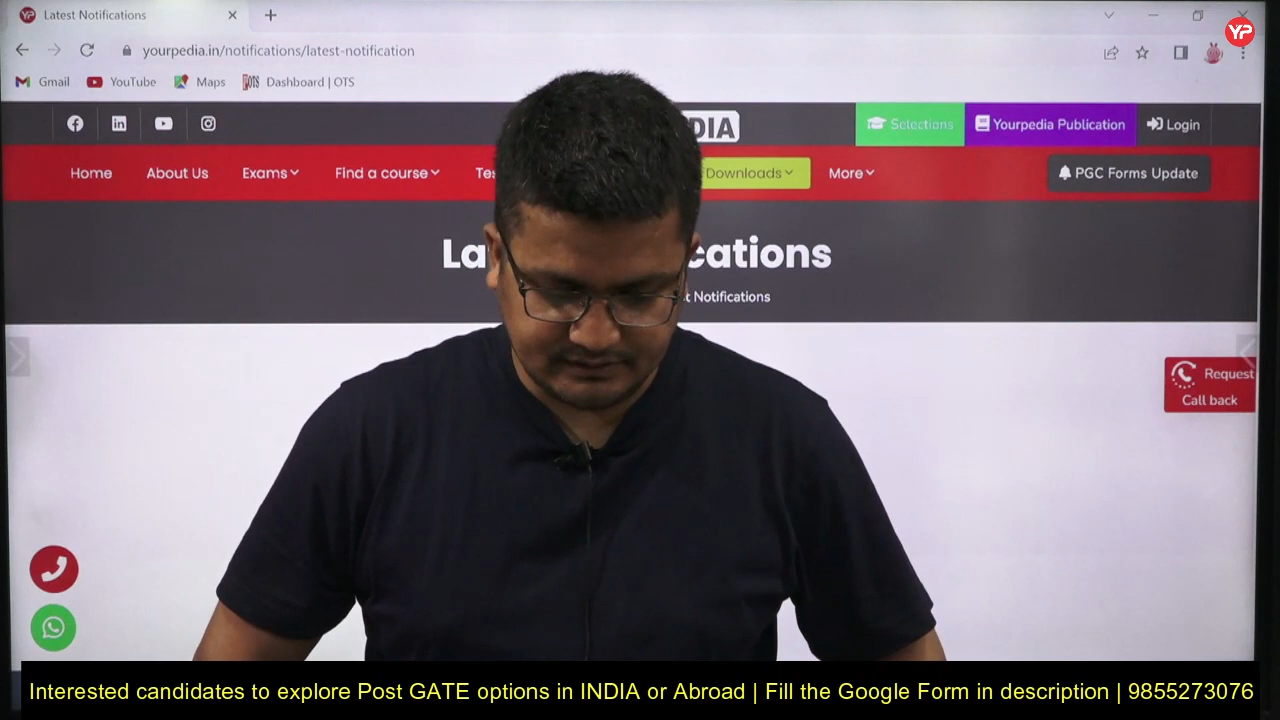 YP Latest Notifications
yourpedia.in/notifications/latest-notification
YP
Gmail YouTube Maps OTS Dashboard | OTS
DIA Selections Yourpedia Publication Login
Home About Us Exams Find a course Downloads More PGC Forms Update
La cations
t Notifications
Request
Call back
Interested candidates to explore Post GATE options in INDIA or Abroad | Fill the Google Form in description | 9855273076